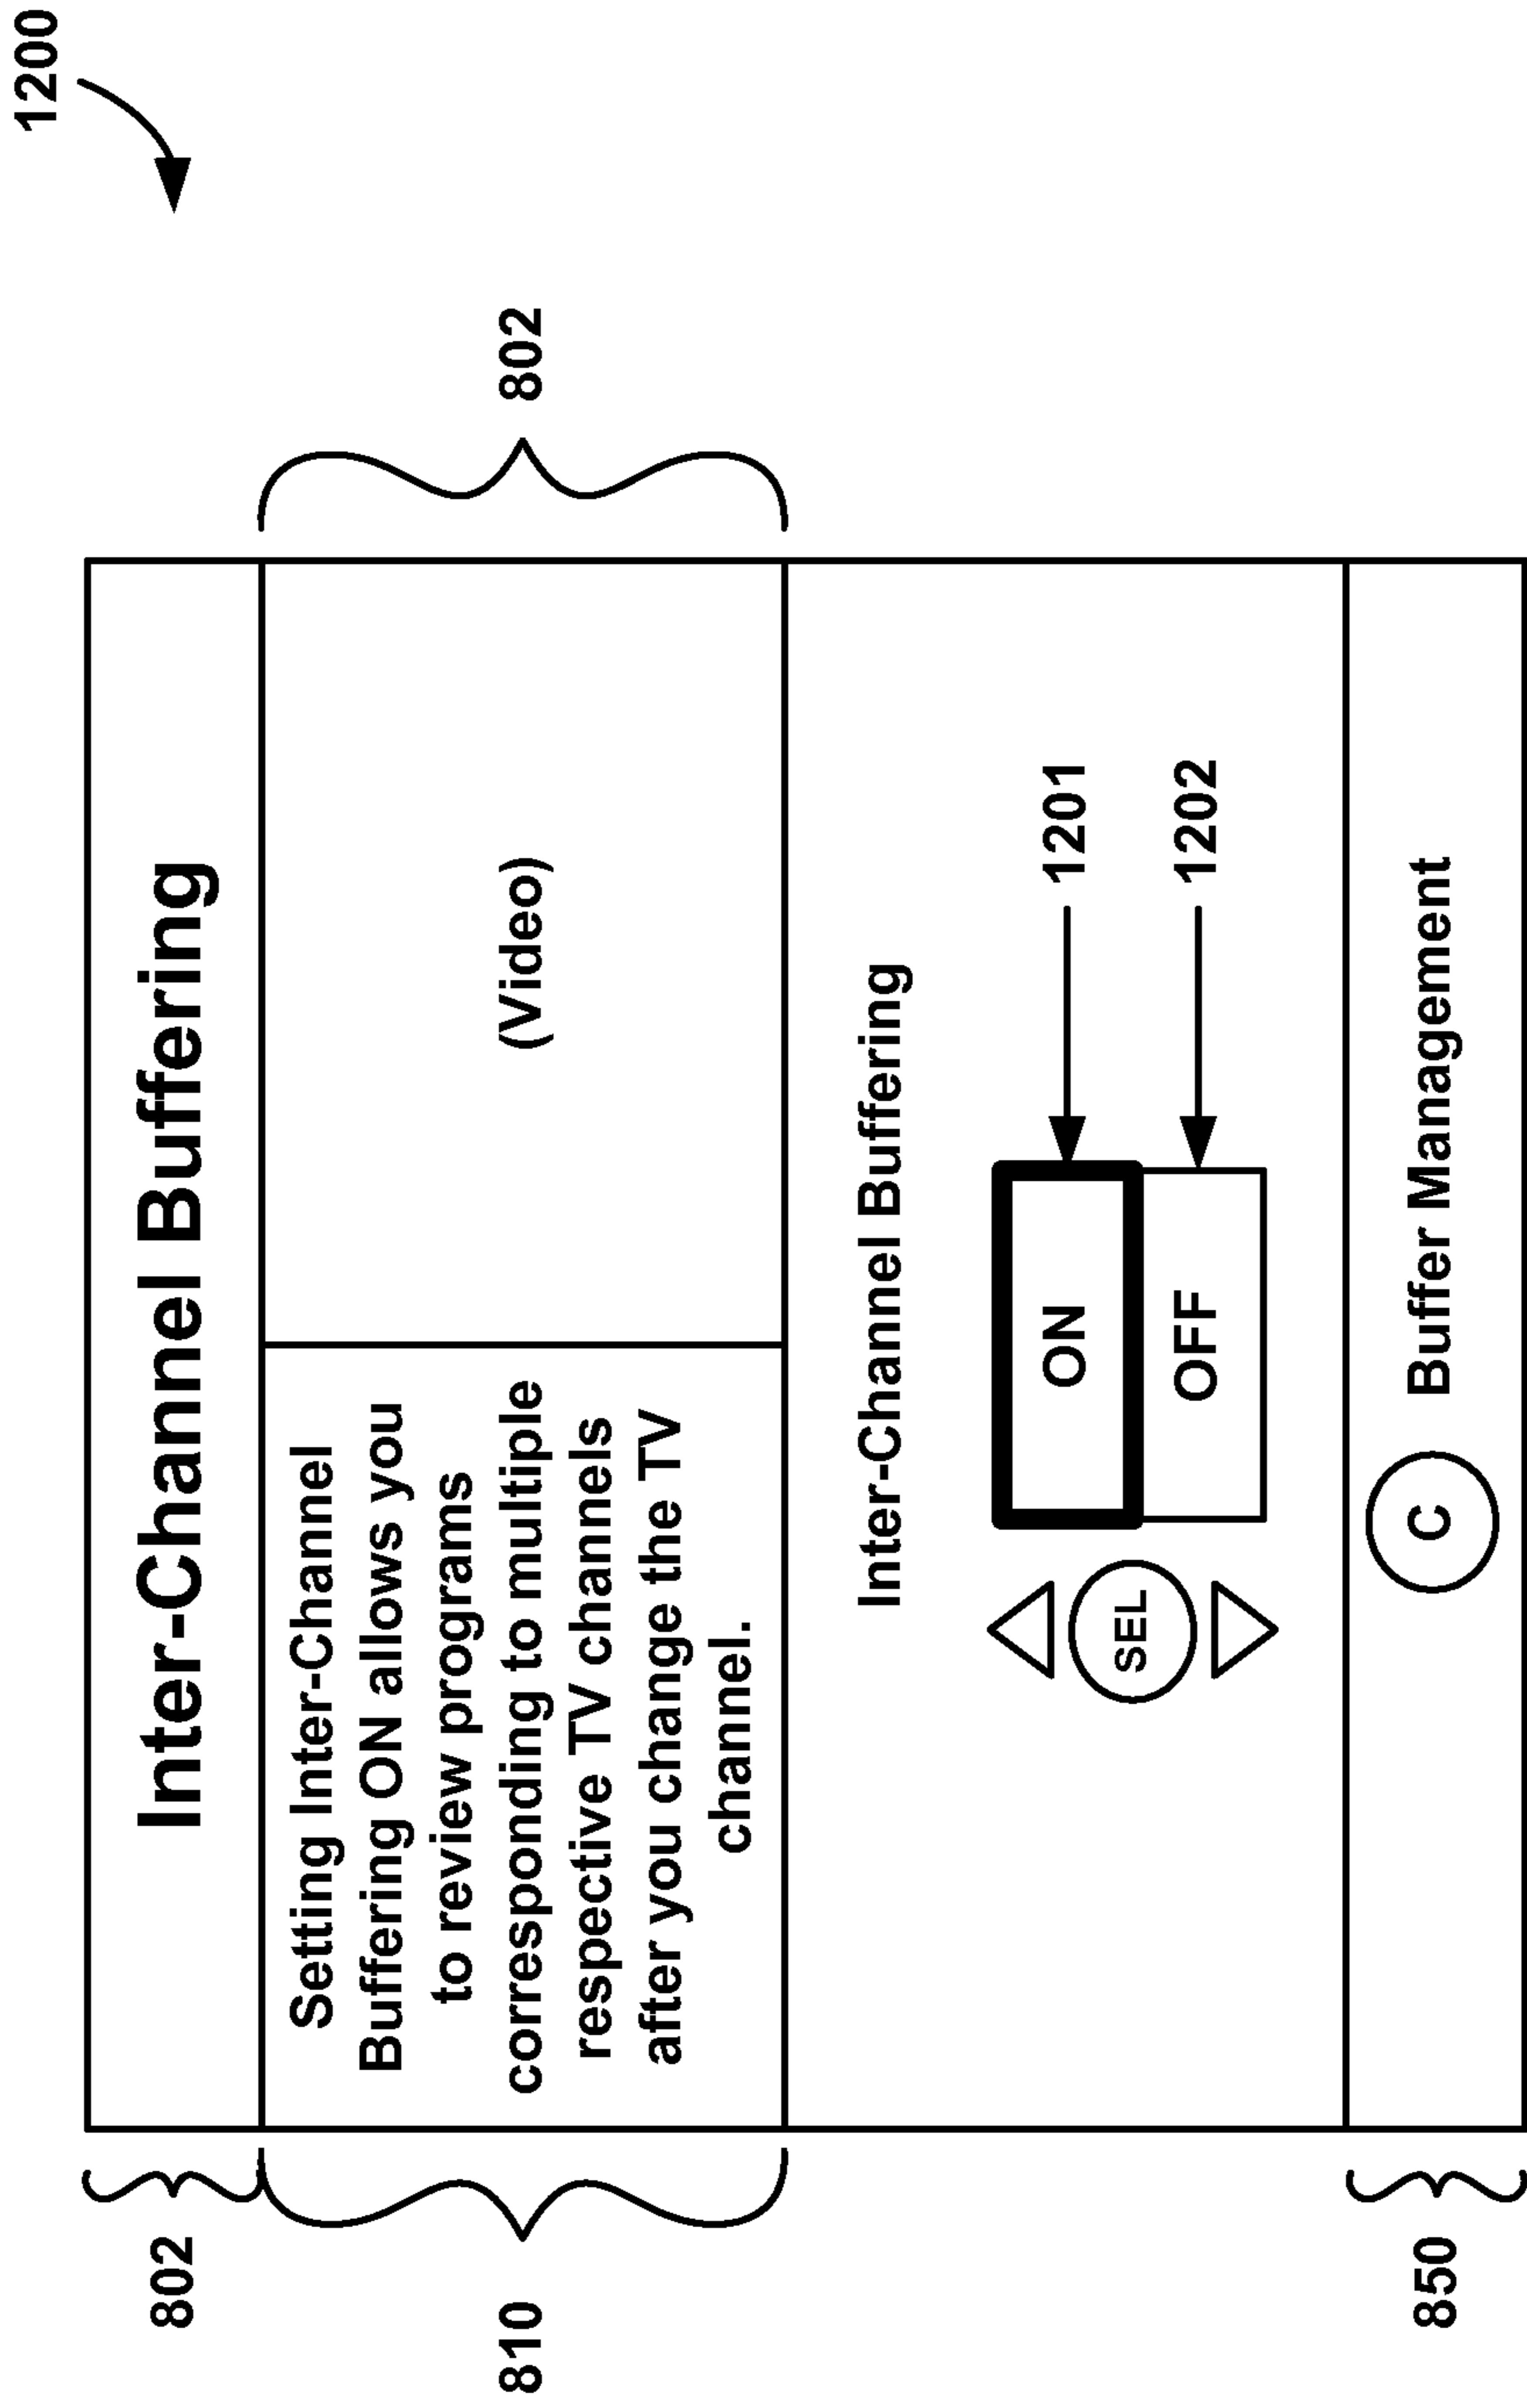 1200
802
Inter-Channel Buffering
810
Setting Inter-Channel
Buffering ON allows you
to review programs
corresponding to multiple
respective TV channels
after you change the TV
channel.
(Video)
802
Inter-Channel Buffering
SEL
ON
1201
OFF
1202
850
C
Buffer Management